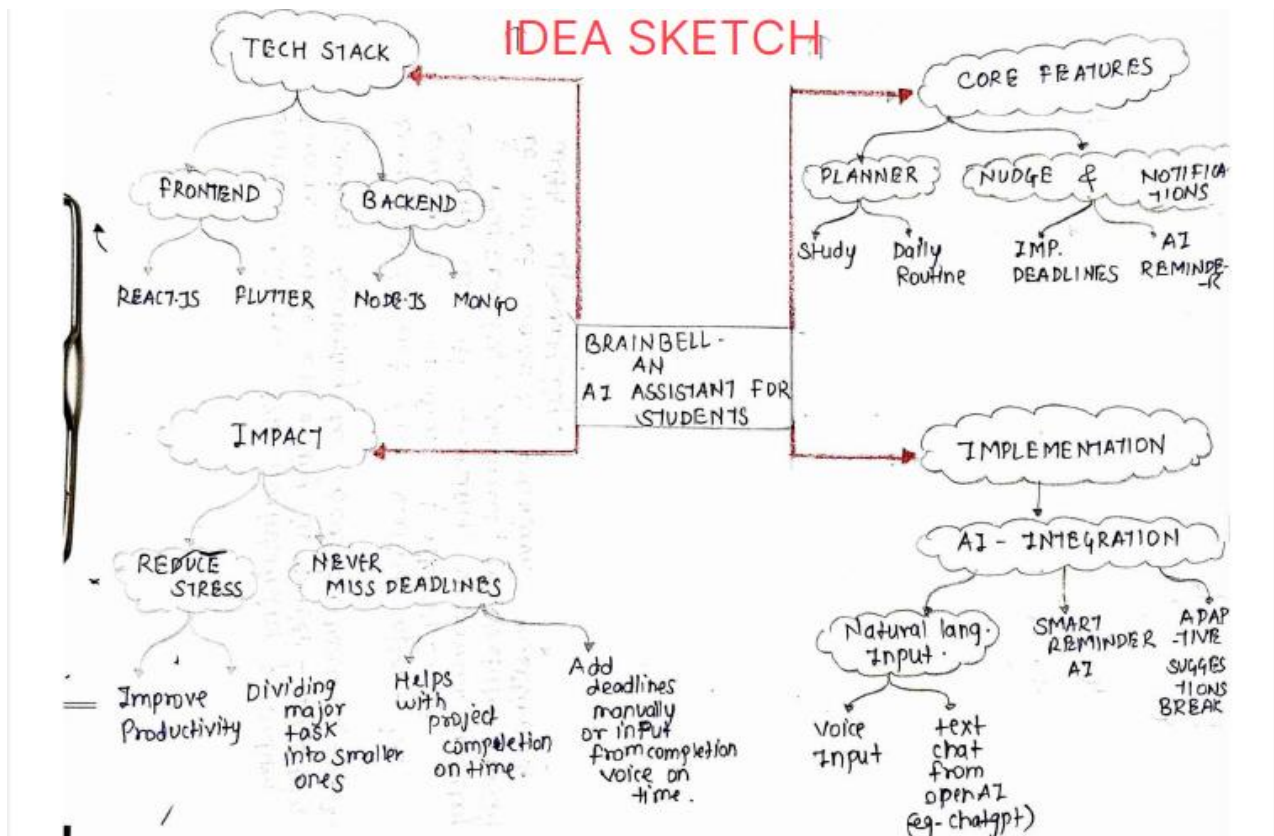 IDEA SKETCH
TECH STACK
FRONTEND
BACKEND
REACT.JS
FLUTTER
NODE.JS
MONGO
CORE FEATURES
PLANNER
NUDGE & NOTIFICA
-TIONS
Study
Daily
Routine
IMP.
DEADLINES
AI
REMINDE-
-R
BRAINBELL-
AN
AI ASSISTANT FOR
STUDENTS
IMPACT
REDUCE
STRESS
NEVER
MISS DEADLINES
Improve
Productivity
Dividing
major
task
into smaller
ones
Helps
with
project
completion
on time.
Add
deadlines
manually
or input
from completion
voice on
time.
IMPLEMENTATION
AI - INTEGRATION
Natural lang.
Input.
SMART
REMINDER
AI
ADAP
-TIVE
SUGGES
TIONS
BREAK
Voice
Input
text
chat
from
openAI
(eg- chatgpt)